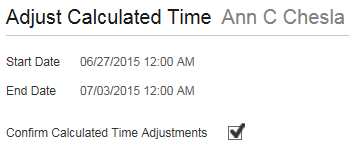 Adjust Calculated Time Ann C Chesla
Start Date 06/27/2015 12:00 AM
End Date 07/03/2015 12:00 AM
Confirm Calculated Time Adjustments